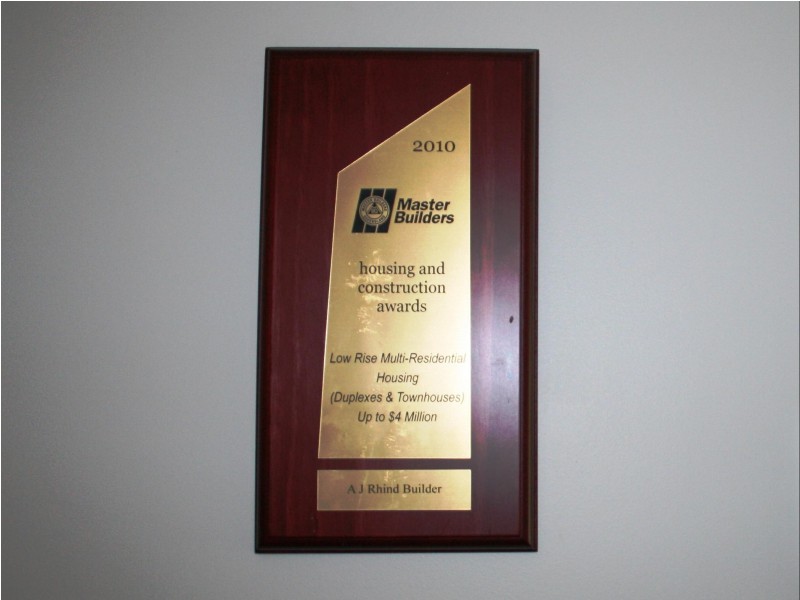 2010
Master
Builders
housing and
construction
awards
Low Rise Multi-Residential
Housing
(Duplexes & Townhouses)
Up to $4 Million
A J Rhind Builder